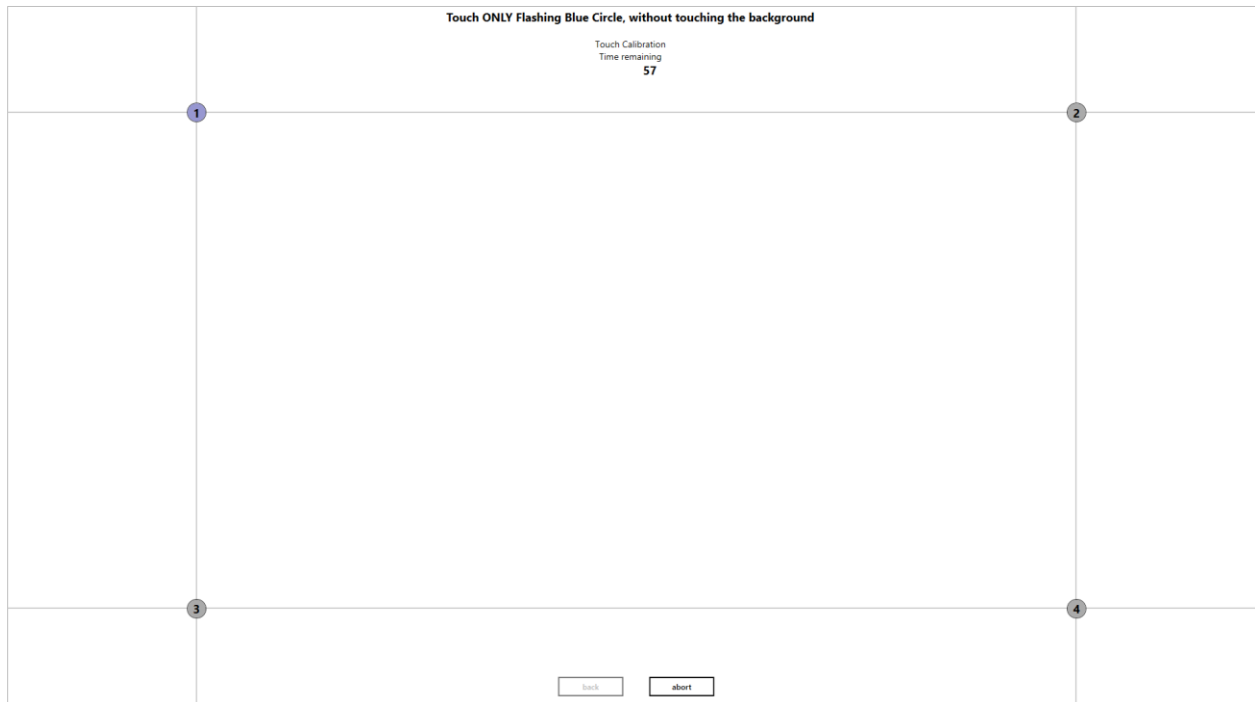 Touch ONLY Flashing Blue Circle, without touching the background
Touch Calibration
Time remaining
57
1
2
3
4
back
abort